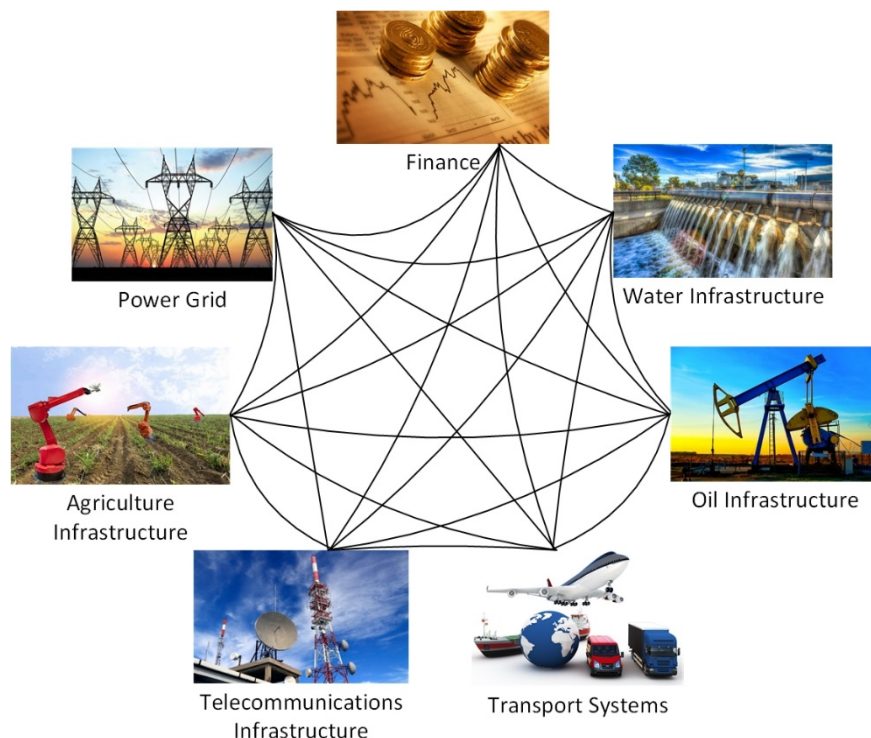 Finance
Power Grid
Water Infrastructure
Agriculture
Infrastructure
Oil Infrastructure
Telecommunications
Infrastructure
Transport Systems